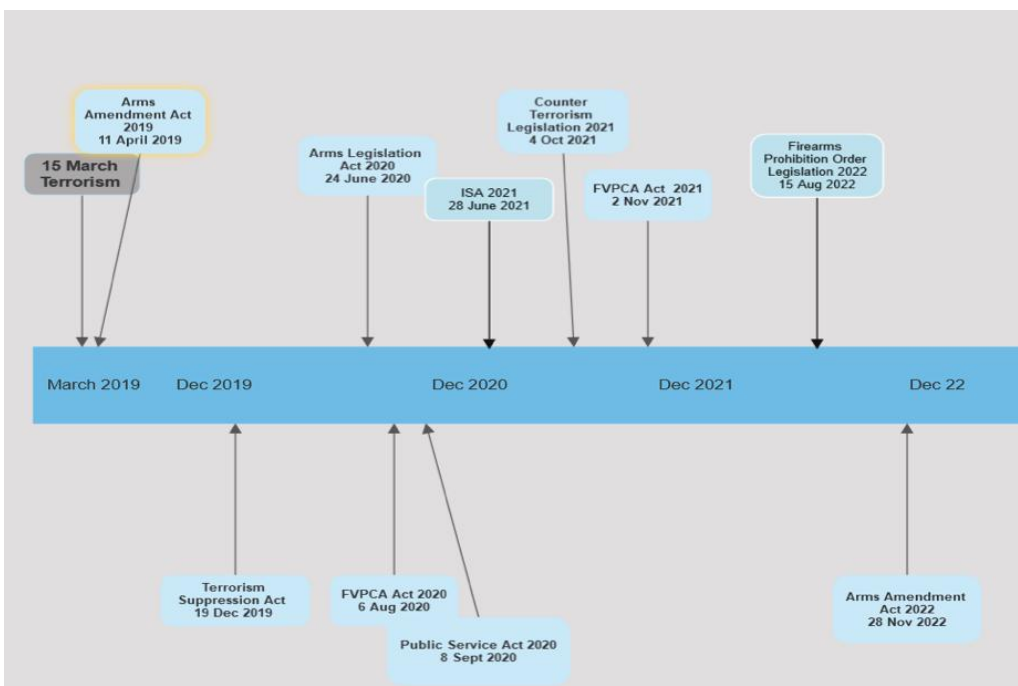 Arms
Amendment Act
2019
11 April 2019
15 March
Terrorism
Arms Legislation
Act 2020
24 June 2020
ISA 2021
28 June 2021
Counter
Terrorism
Legislation 2021
4 Oct 2021
FVPCA Act 2021
2 Nov 2021
Firearms
Prohibition Order
Legislation 2022
15 Aug 2022
March 2019
Dec 2019
Dec 2020
Dec 2021
Dec 22
Terrorism
Suppression Act
19 Dec 2019
FVPCA Act 2020
6 Aug 2020
Public Service Act 2020
8 Sept 2020
Arms Amendment
Act 2022
28 Nov 2022